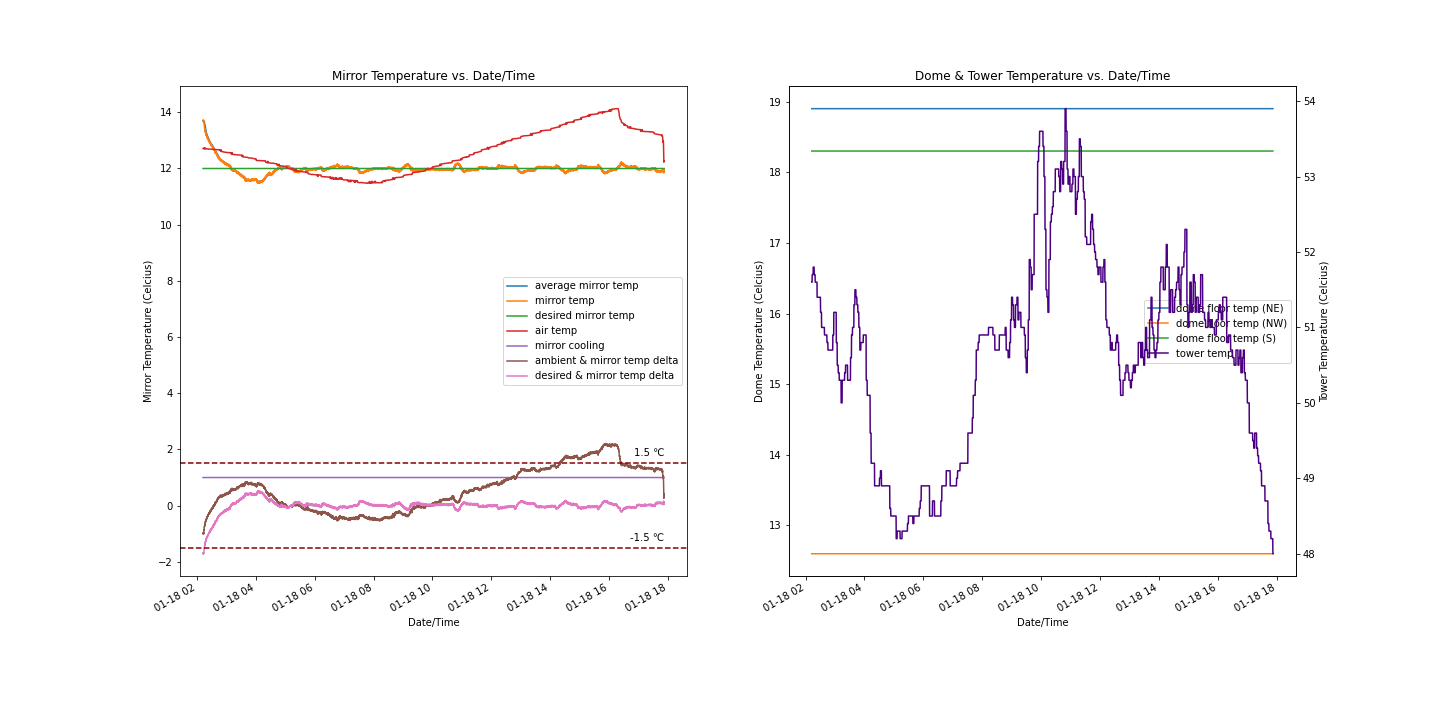 Mirror Temperature vs. Date/Time
Mirror Temperature (Celcius)
14
12
10
8
6
4
2
0
−2
average mirror temp
mirror temp
desired mirror temp
air temp
mirror cooling
ambient & mirror temp delta
desired & mirror temp delta
1.5 °C
-1.5 °C
01-18 02
01-18 04
01-18 06
01-18 08
01-18 10
01-18 12
01-18 14
01-18 16
01-18 18
Date/Time
Dome & Tower Temperature vs. Date/Time
Dome Temperature (Celcius)
19
18
17
16
15
14
13
dome floor temp (NE)
dome floor temp (NW)
dome floor temp (S)
tower temp
54
53
52
51
50
49
48
Tower Temperature (Celcius)
01-18 02
01-18 04
01-18 06
01-18 08
01-18 10
01-18 12
01-18 14
01-18 16
01-18 18
Date/Time